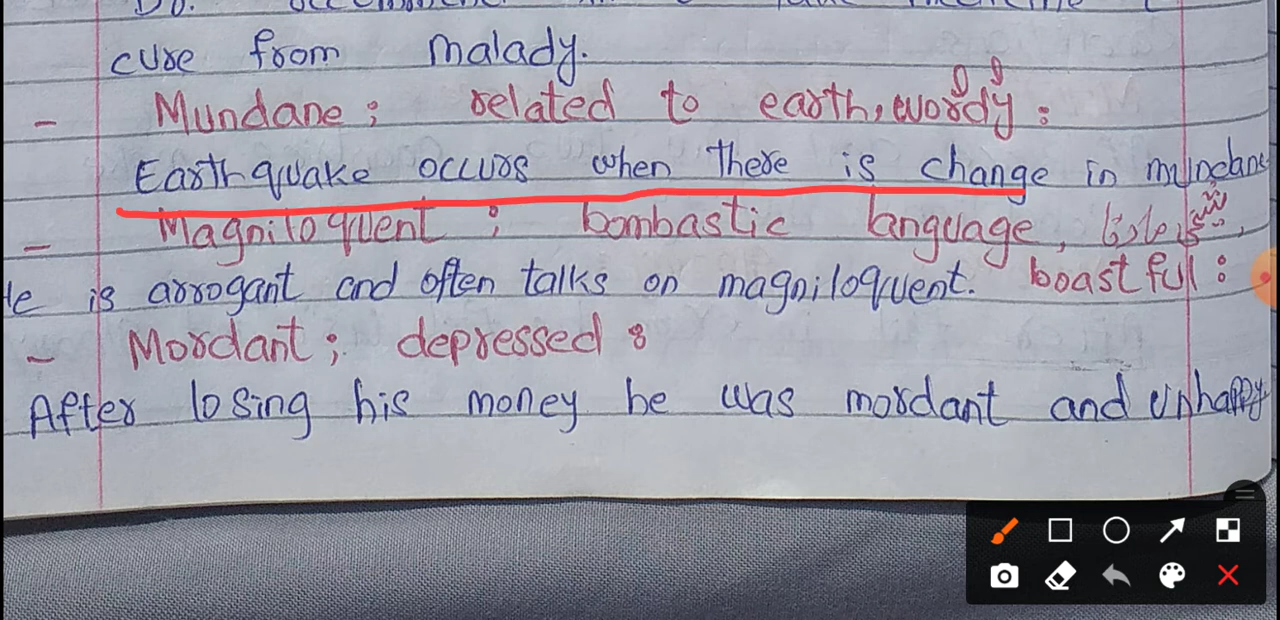 medicine
cure from malady.
- Mundane ; related to earth, worldly :
Earthquake occurs when there is change in mundane
- Magniloquent ; bombastic language,
He is arrogant and often talks on magniloquent. boastful :
- Mordant ; depressed :
After losing his money he was mordant and unhappy